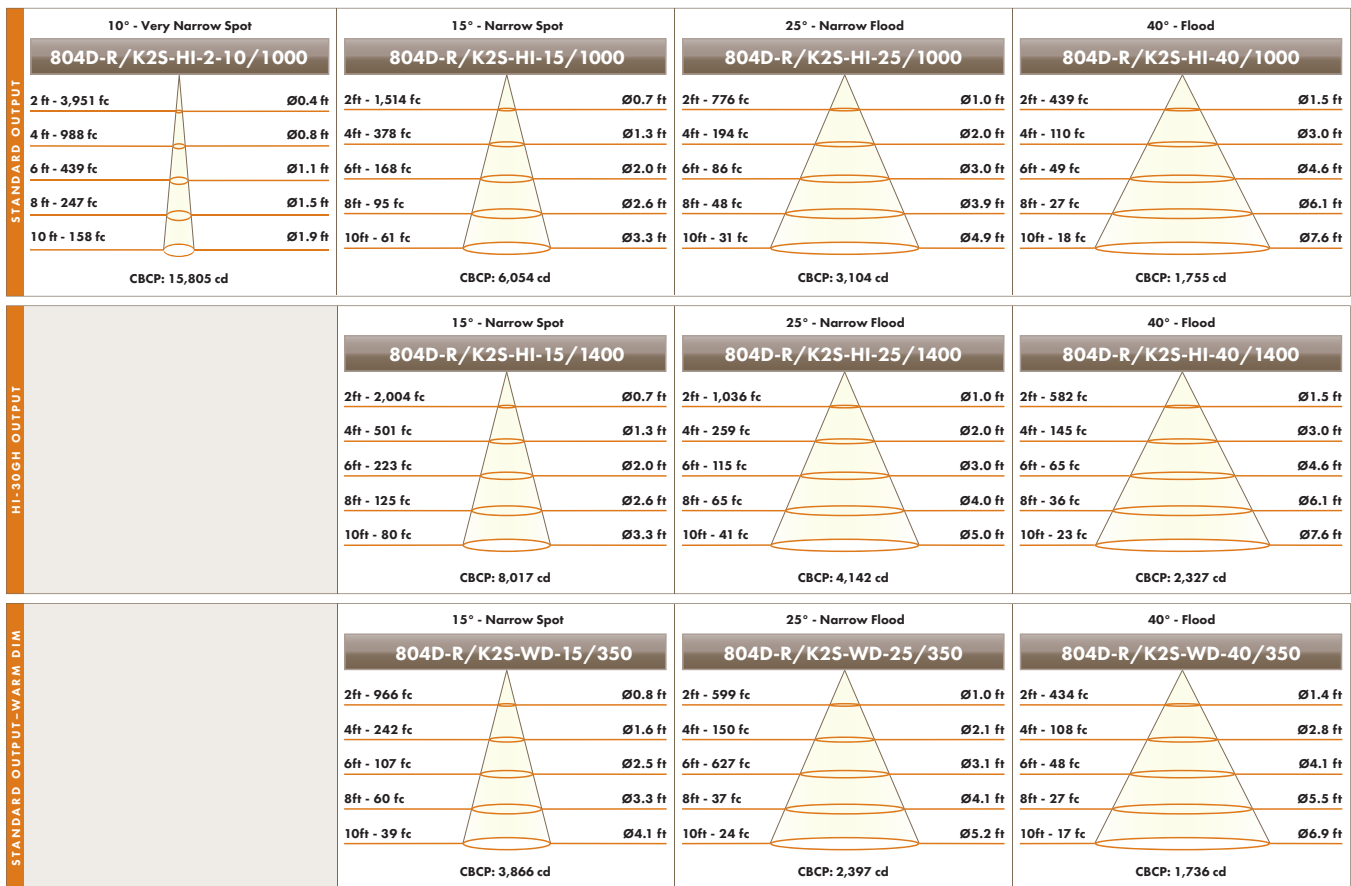 STANDARD OUTPUT
10° - Very Narrow Spot
804D-R/K2S-HI-2-10/1000
2 ft - 3,951 fc Ø0.4 ft
4 ft - 988 fc Ø0.8 ft
6 ft - 439 fc Ø1.1 ft
8 ft - 247 fc Ø1.5 ft
10 ft - 158 fc Ø1.9 ft
CBCP: 15,805 cd
15° - Narrow Spot
804D-R/K2S-HI-15/1000
2ft - 1,514 fc Ø0.7 ft
4ft - 378 fc Ø1.3 ft
6ft - 168 fc Ø2.0 ft
8ft - 95 fc Ø2.6 ft
10ft - 61 fc Ø3.3 ft
CBCP: 6,054 cd
25° - Narrow Flood
804D-R/K2S-HI-25/1000
2ft - 776 fc Ø1.0 ft
4ft - 194 fc Ø2.0 ft
6ft - 86 fc Ø3.0 ft
8ft - 48 fc Ø3.9 ft
10ft - 31 fc Ø4.9 ft
CBCP: 3,104 cd
40° - Flood
804D-R/K2S-HI-40/1000
2ft - 439 fc Ø1.5 ft
4ft - 110 fc Ø3.0 ft
6ft - 49 fc Ø4.6 ft
8ft - 27 fc Ø6.1 ft
10ft - 18 fc Ø7.6 ft
CBCP: 1,755 cd
HI-30GH OUTPUT
15° - Narrow Spot
804D-R/K2S-HI-15/1400
2ft - 2,004 fc Ø0.7 ft
4ft - 501 fc Ø1.3 ft
6ft - 223 fc Ø2.0 ft
8ft - 125 fc Ø2.6 ft
10ft - 80 fc Ø3.3 ft
CBCP: 8,017 cd
25° - Narrow Flood
804D-R/K2S-HI-25/1400
2ft - 1,036 fc Ø1.0 ft
4ft - 259 fc Ø2.0 ft
6ft - 115 fc Ø3.0 ft
8ft - 65 fc Ø4.0 ft
10ft - 41 fc Ø5.0 ft
CBCP: 4,142 cd
40° - Flood
804D-R/K2S-HI-40/1400
2ft - 582 fc Ø1.5 ft
4ft - 145 fc Ø3.0 ft
6ft - 65 fc Ø4.6 ft
8ft - 36 fc Ø6.1 ft
10ft - 23 fc Ø7.6 ft
CBCP: 2,327 cd
STANDARD OUTPUT–WARM DIM
15° - Narrow Spot
804D-R/K2S-WD-15/350
2ft - 966 fc Ø0.8 ft
4ft - 242 fc Ø1.6 ft
6ft - 107 fc Ø2.5 ft
8ft - 60 fc Ø3.3 ft
10ft - 39 fc Ø4.1 ft
CBCP: 3,866 cd
25° - Narrow Flood
804D-R/K2S-WD-25/350
2ft - 599 fc Ø1.0 ft
4ft - 150 fc Ø2.1 ft
6ft - 627 fc Ø3.1 ft
8ft - 37 fc Ø4.1 ft
10ft - 24 fc Ø5.2 ft
CBCP: 2,397 cd
40° - Flood
804D-R/K2S-WD-40/350
2ft - 434 fc Ø1.4 ft
4ft - 108 fc Ø2.8 ft
6ft - 48 fc Ø4.1 ft
8ft - 27 fc Ø5.5 ft
10ft - 17 fc Ø6.9 ft
CBCP: 1,736 cd